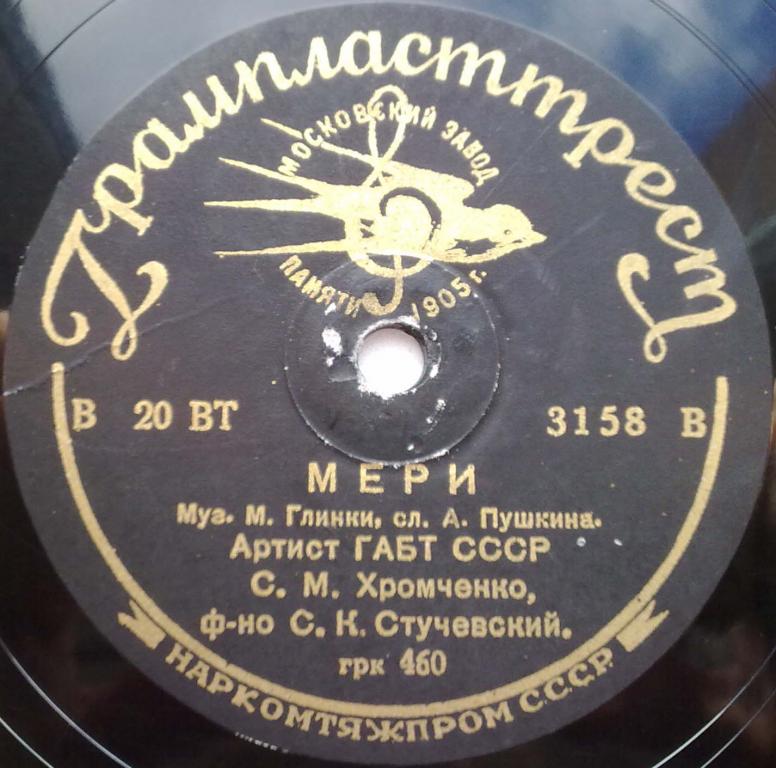 Грампласттрест
МОСКОВСКИЙ ЗАВОД
ПАМЯТИ 1905 г.
В 20 ВТ 3158 В
МЕРИ
Муз. М. Глинки, сл. А. Пушкина.
Артист ГАБТ СССР
С. М. Хромченко,
ф-но С. К. Стучевский.
грк 460
НАРКОМТЯЖПРОМ СССР